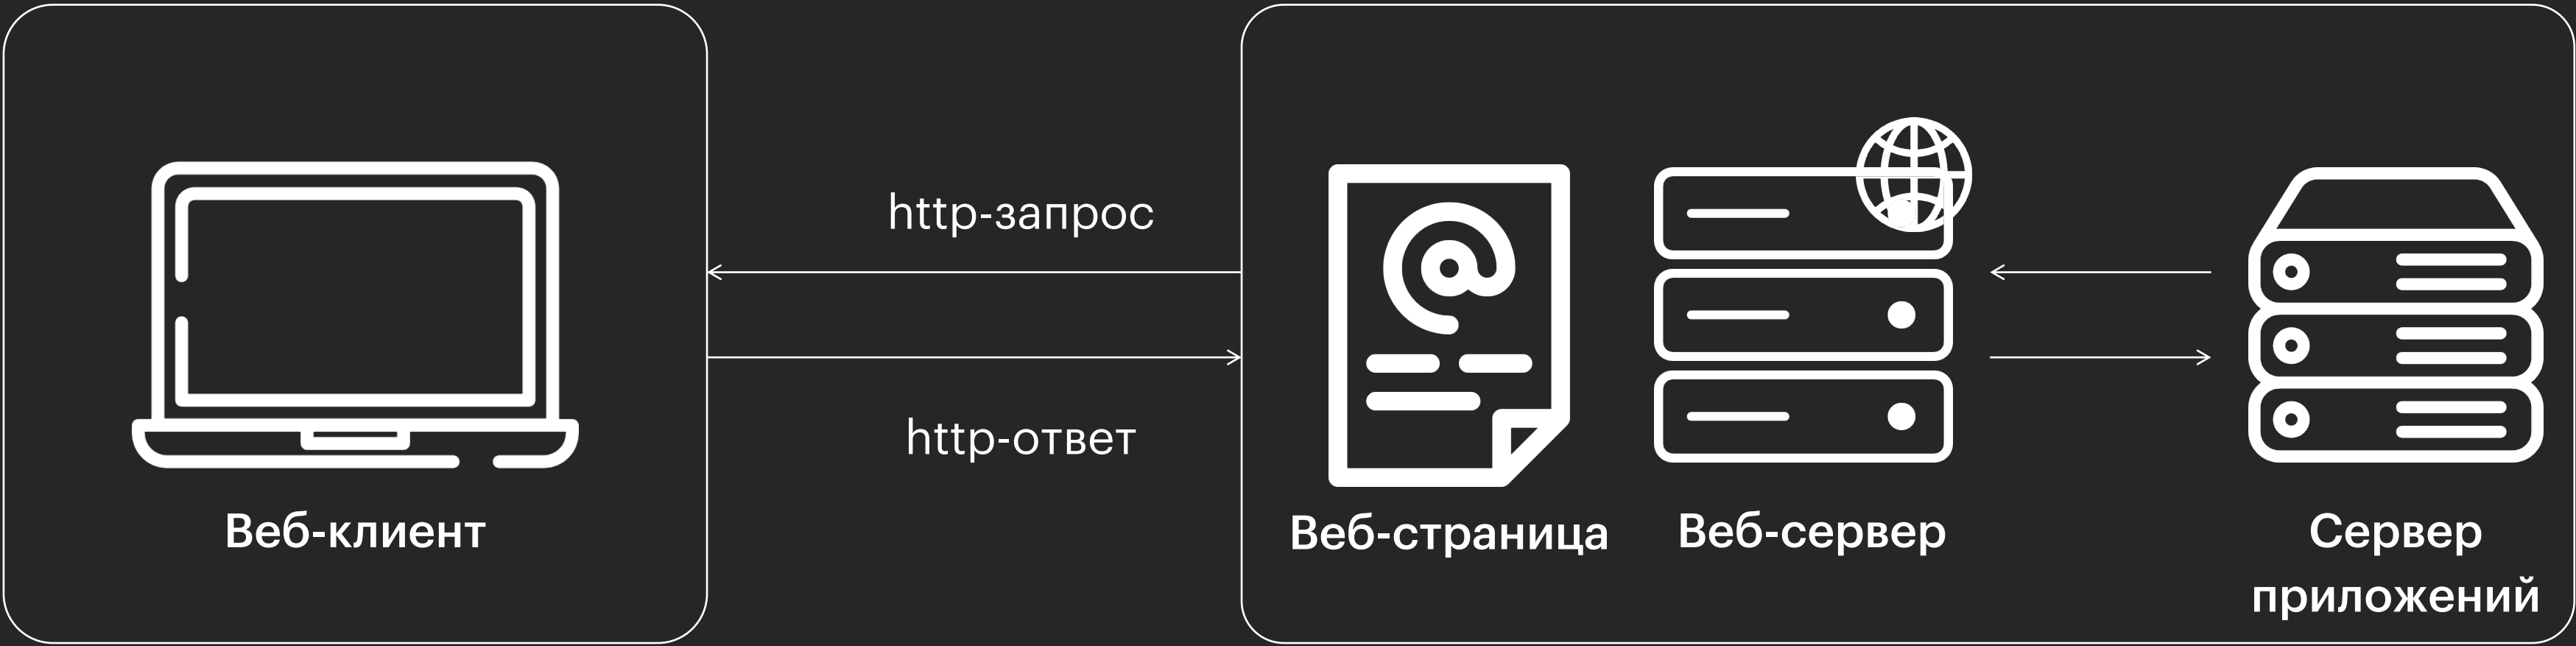 http-запрос
http-ответ
Веб-клиент
Веб-страница
Веб-сервер
Сервер
приложений